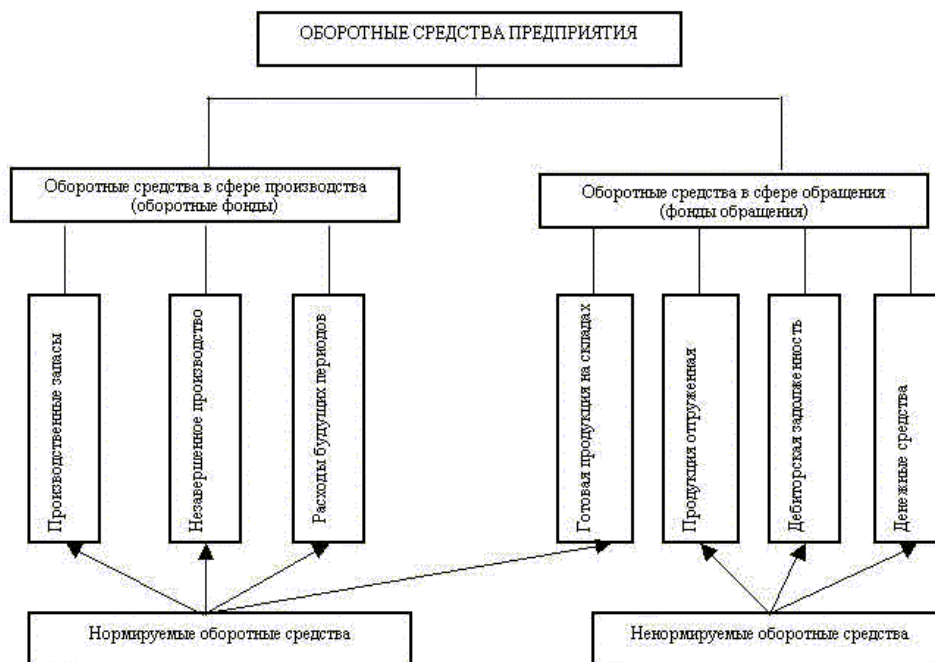 ОБОРОТНЫЕ СРЕДСТВА ПРЕДПРИЯТИЯ
Оборотные средства в сфере производства
(оборотные фонды)
Оборотные средства в сфере обращения
(фонды обращения)
Производственные запасы
Незавершенное производство
Расходы будущих периодов
Готовая продукция на складах
Продукция отгруженная
Дебиторская задолженность
Денежные средства
Нормируемые оборотные средства
Ненормируемые оборотные средства